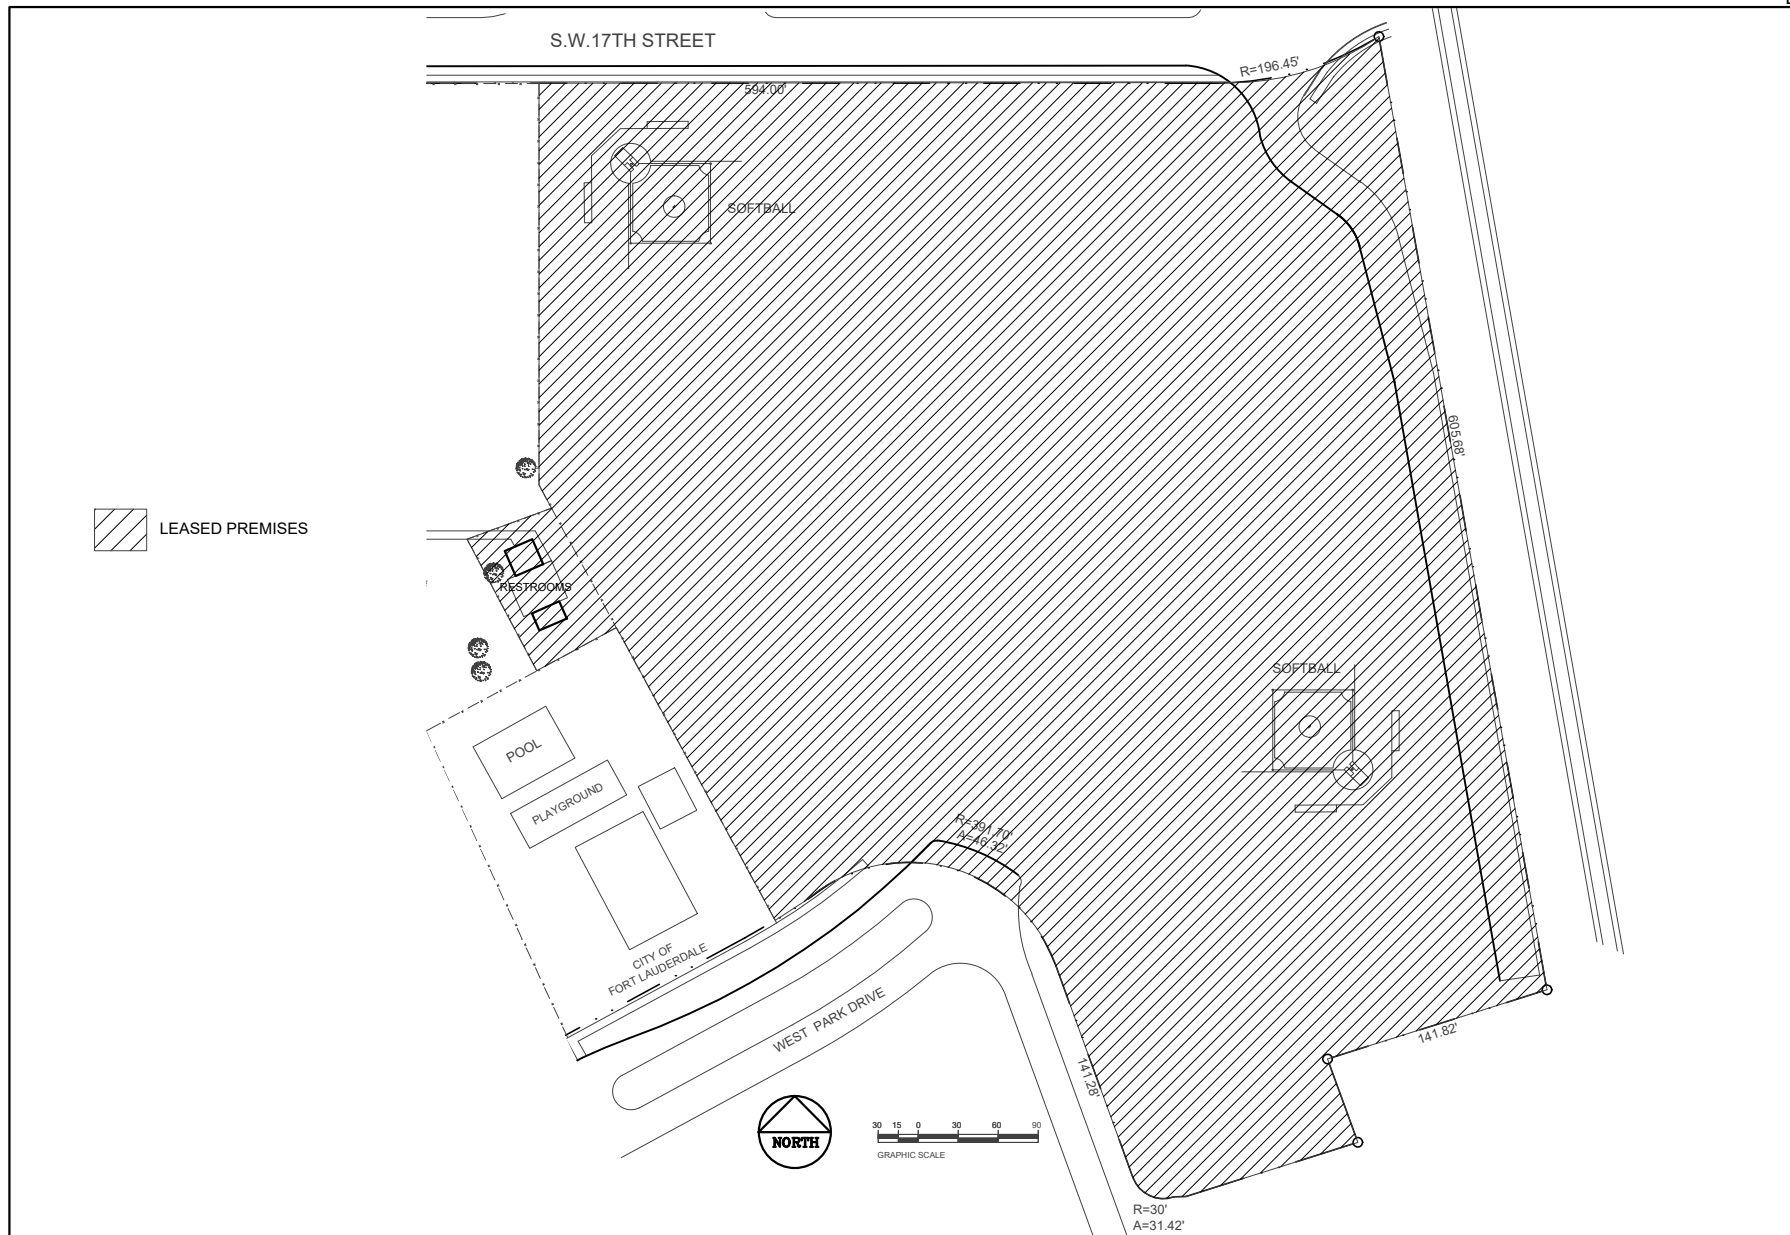 S.W.17TH STREET
R=196.45'
594.00'
SOFTBALL
605.68'
LEASED PREMISES
RESTROOMS
SOFTBALL
POOL
PLAYGROUND
R=391.70'
A=46.32'
CITY OF
FORT LAUDERDALE
WEST PARK DRIVE
141.82'
141.28'
NORTH
30 15 0 30 60 90
GRAPHIC SCALE
R=30'
A=31.42'